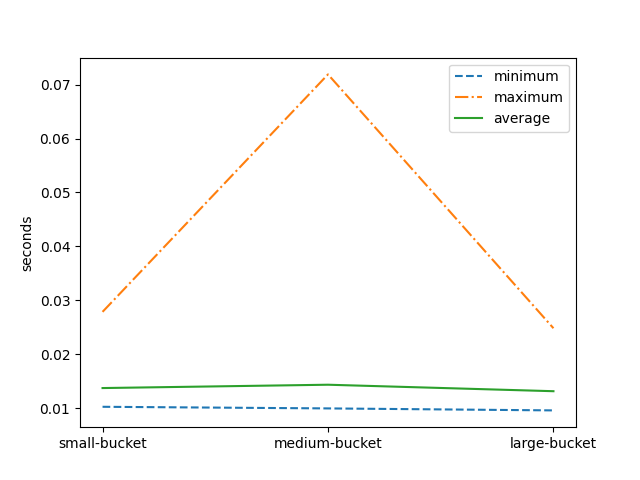 minimum
maximum
average
0.07
0.06
0.05
0.04
0.03
0.02
0.01
seconds
small-bucket
medium-bucket
large-bucket